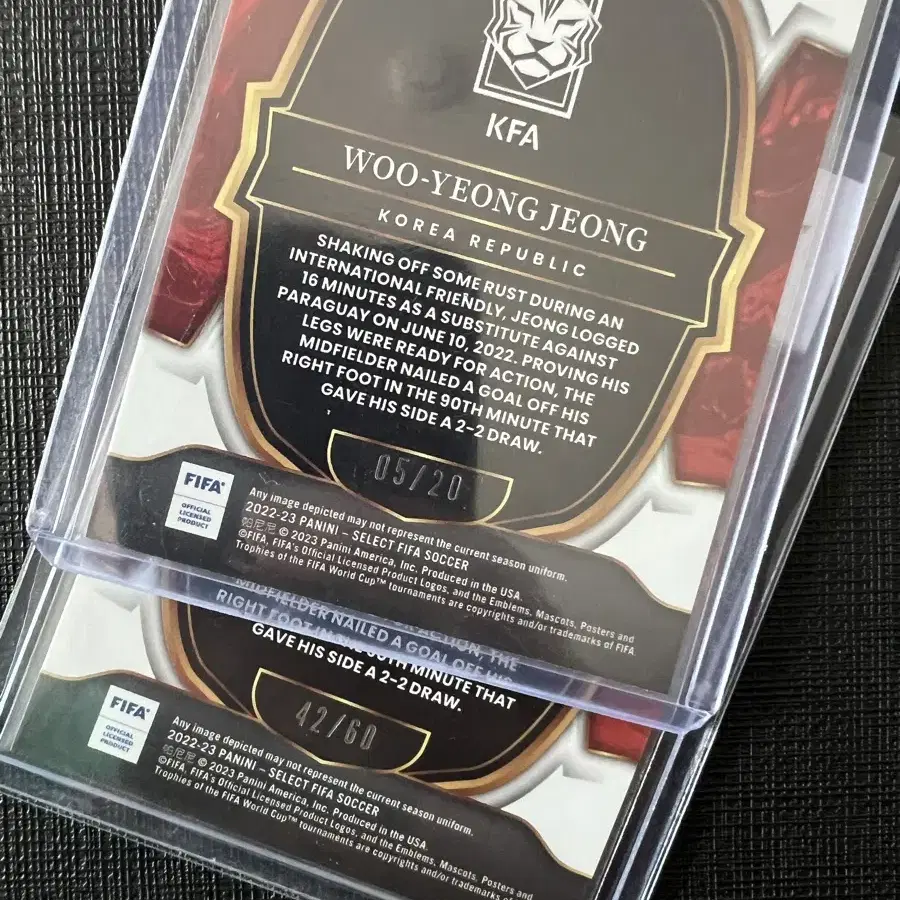 KFA
WOO-YEONG JEONG
KOREA REPUBLIC
SHAKING OFF SOME RUST DURING AN
INTERNATIONAL FRIENDLY, JEONG LOGGED
16 MINUTES AS A SUBSTITUTE AGAINST
PARAGUAY ON JUNE 10, 2022. PROVING HIS
LEGS WERE READY FOR ACTION, THE
MIDFIELDER NAILED A GOAL OFF HIS
RIGHT FOOT IN THE 90TH MINUTE THAT
GAVE HIS SIDE A 2-2 DRAW.
05/20
FIFA
OFFICIAL
LICENSED
PRODUCT
Any image depicted may not represent the current season uniform.
2022-23 PANINI – SELECT FIFA SOCCER
帕尼尼 © 2023 Panini America, Inc. Produced in the USA.
©FIFA, FIFA's Official Licensed Product Logos, and the Emblems, Mascots, Posters and
Trophies of the FIFA World Cup™ tournaments are copyrights and/or trademarks of FIFA.
MIDFIELDER NAILED A GOAL OFF HIS
RIGHT FOOT IN THE 90TH MINUTE THAT
GAVE HIS SIDE A 2-2 DRAW.
42/60
FIFA
OFFICIAL
LICENSED
PRODUCT
Any image depicted may not represent the current season uniform.
2022-23 PANINI – SELECT FIFA SOCCER
帕尼尼 © 2023 Panini America, Inc. Produced in the USA.
©FIFA, FIFA's Official Licensed Product Logos, and the Emblems, Mascots, Posters and
Trophies of the FIFA World Cup™ tournaments are copyrights and/or trademarks of